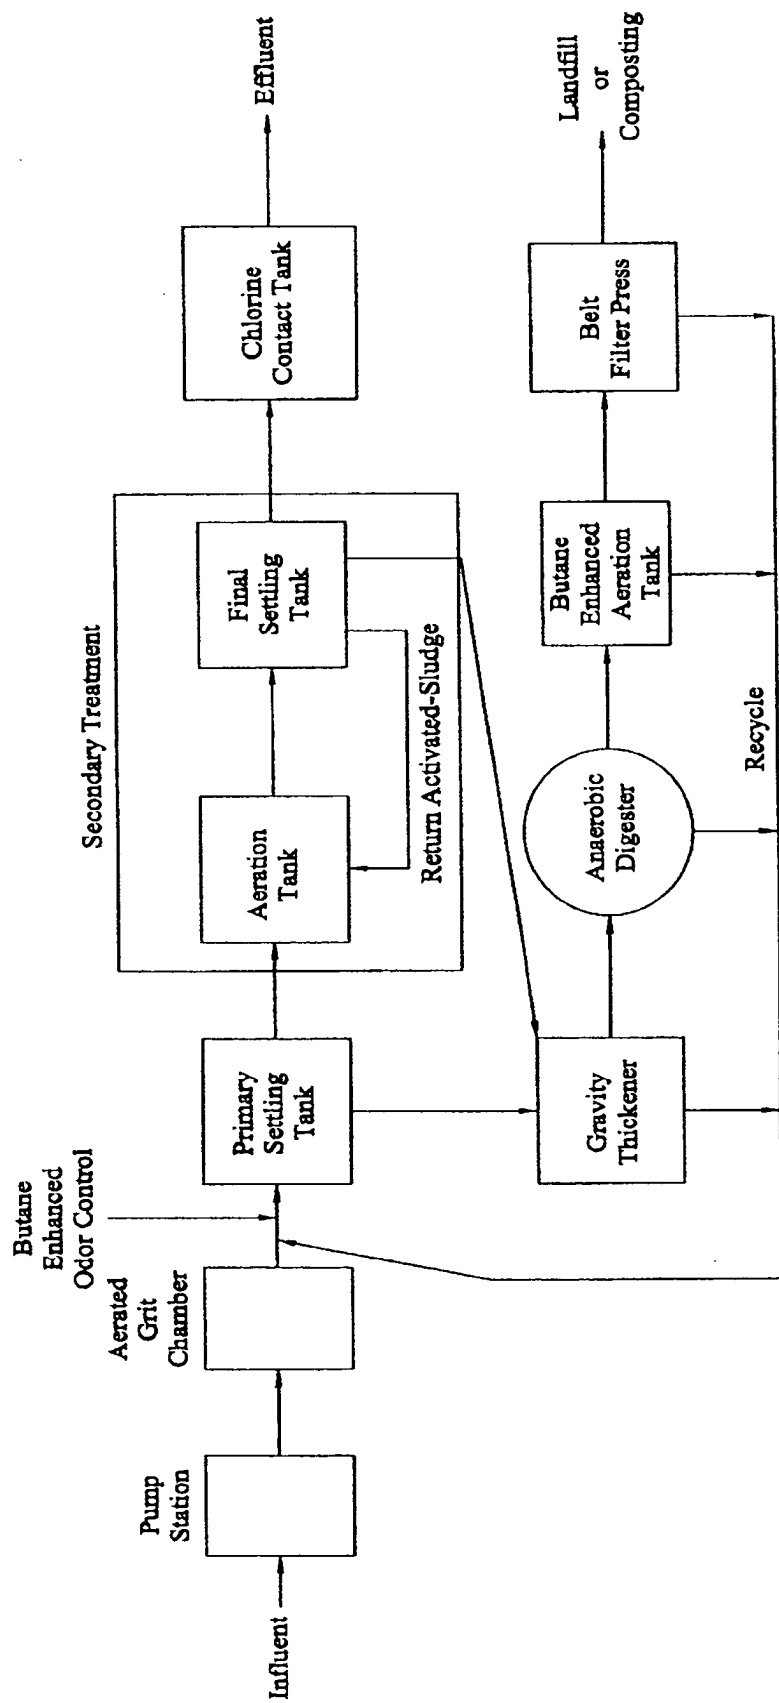 Influent
Pump
Station
Aerated
Grit
Chamber
Butane
Enhanced
Odor Control
Primary
Settling
Tank
Secondary Treatment
Aeration
Tank
Final
Settling
Tank
Return Activated-Sludge
Chlorine
Contact Tank
Effluent
Gravity
Thickener
Anaerobic
Digester
Butane
Enhanced
Aeration
Tank
Belt
Filter Press
Landfill
or
Composting
Recycle